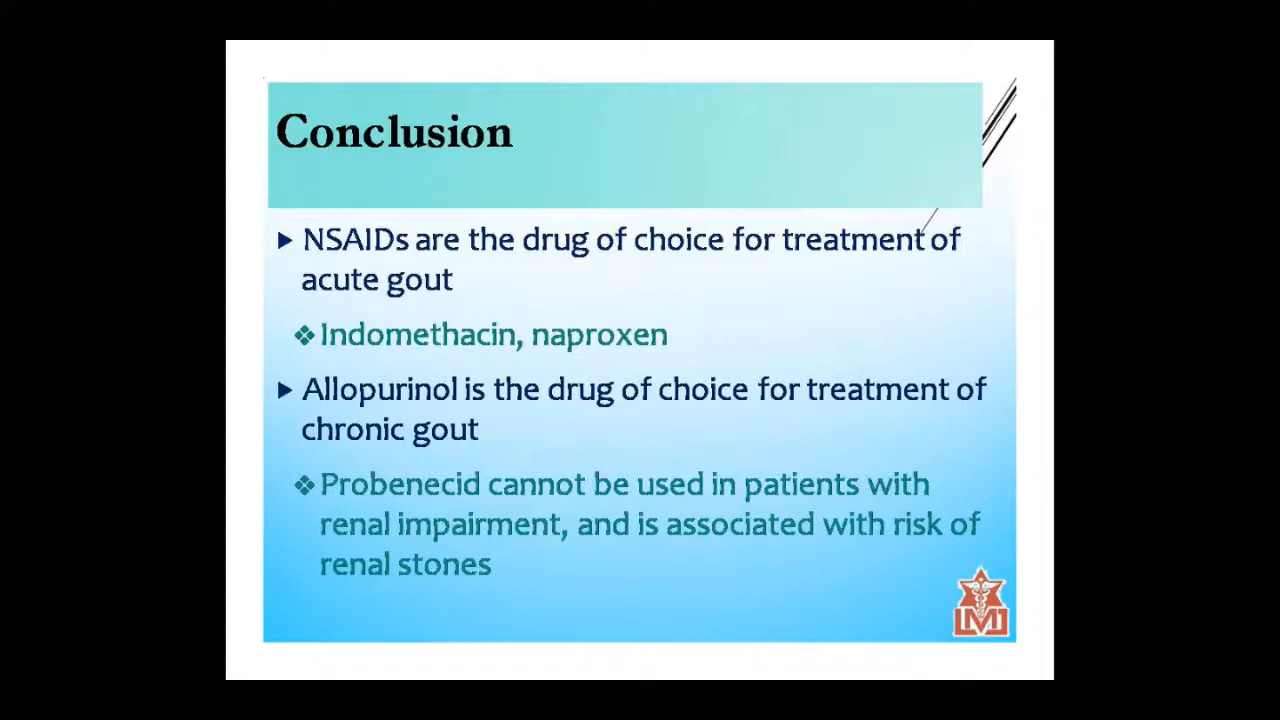 Conclusion
NSAIDs are the drug of choice for treatment of
acute gout
Indomethacin, naproxen
Allopurinol is the drug of choice for treatment of
chronic gout
Probenecid cannot be used in patients with
renal impairment, and is associated with risk of
renal stones